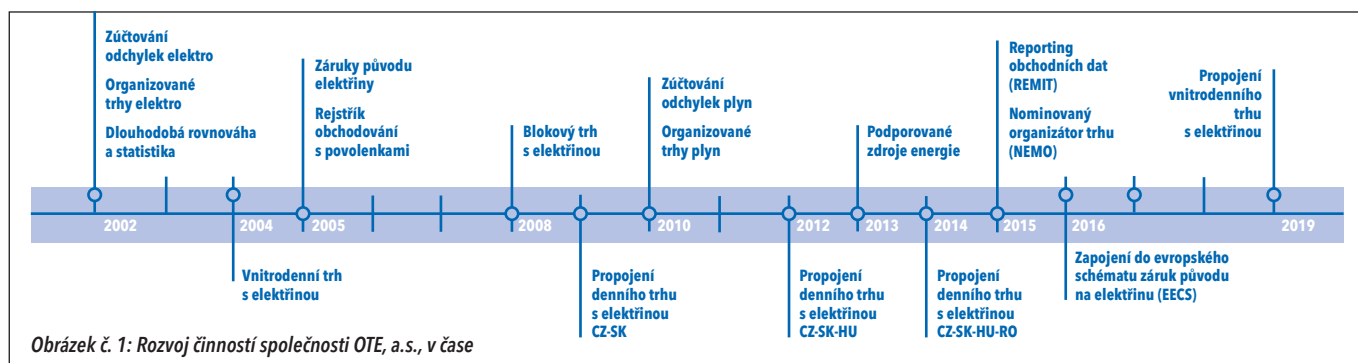 Zúčtování
odchylek elektro
Organizované
trhy elektro
Dlouhodobá rovnováha
a statistika
Záruky původu
elektřiny
Rejstřík
obchodování
s povolenkami
Blokový trh
s elektřinou
Zúčtování
odchylek plyn
Organizované
trhy plyn
Podporované
zdroje energie
Reporting
obchodních dat
(REMIT)
Nominovaný
organizátor trhu
(NEMO)
Propojení
vnitrodenního
trhu
s elektřinou
2002 2004 2005 2008 2010 2012 2013 2014 2015 2016 2019
Vnitrodenní trh
s elektřinou
Propojení
denního trhu
s elektřinou
CZ-SK
Propojení
denního trhu
s elektřinou
CZ-SK-HU
Propojení
denního trhu
s elektřinou
CZ-SK-HU-RO
Zapojení do evropského
schématu záruk původu
na elektřinu (EECS)
Obrázek č. 1: Rozvoj činností společnosti OTE, a.s., v čase